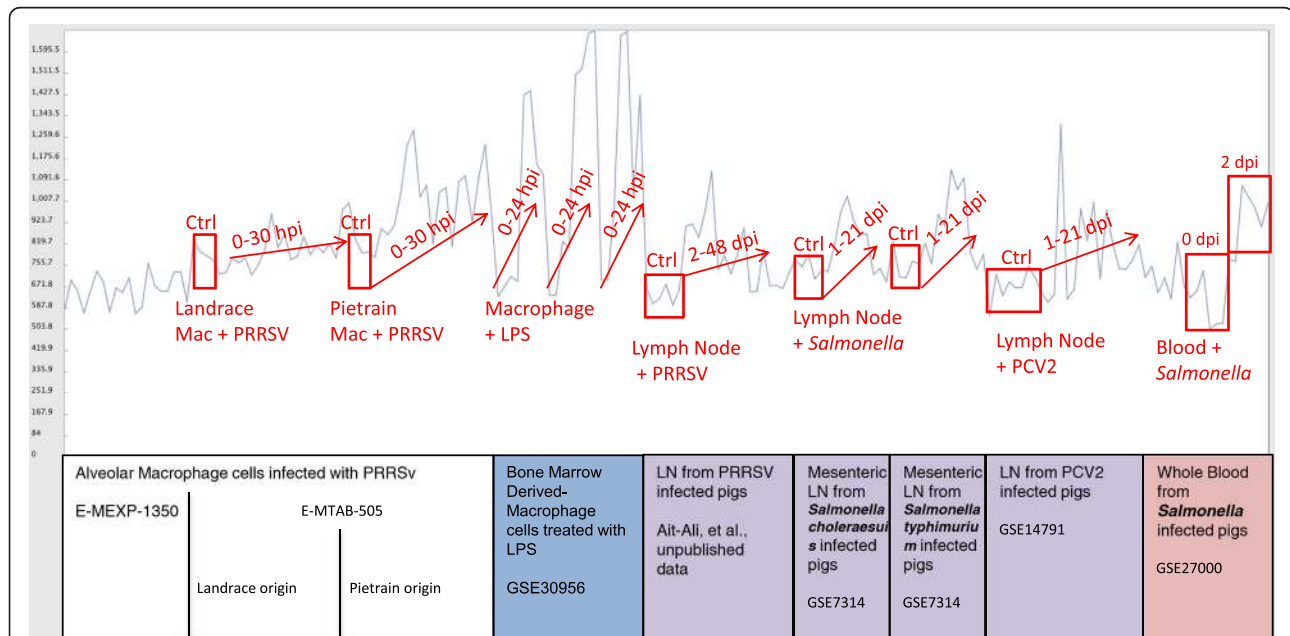 1,595.5
1,511.5
1,427.5
1,343.5
1,259.6
1,175.6
1,091.6
1,007.7
923.7
839.7
755.7
671.8
587.8
503.8
419.9
335.9
251.9
167.9
84
0
Ctrl
0-30 hpi
Landrace
Mac + PRRSV
Ctrl
0-30 hpi
Pietrain
Mac + PRRSV
0-24 hpi
0-24 hpi
0-24 hpi
Macrophage
+ LPS
Ctrl
2-48 dpi
Lymph Node
+ PRRSV
Ctrl
1-21 dpi
Lymph Node
+ Salmonella
Ctrl
1-21 dpi
Ctrl
1-21 dpi
Lymph Node
+ PCV2
0 dpi
2 dpi
Blood +
Salmonella
Alveolar Macrophage cells infected with PRRSv
E-MEXP-1350
E-MTAB-505
Landrace origin
Pietrain origin
Bone Marrow
Derived-
Macrophage
cells treated with
LPS
GSE30956
LN from PRRSV
infected pigs
Ait-Ali, et al.,
unpublished
data
Mesenteric
LN from
Salmonella
choleraesui
s infected
pigs
GSE7314
Mesenteric
LN from
Salmonella
typhimuriu
m infected
pigs
GSE7314
LN from PCV2
infected pigs
GSE14791
Whole Blood
from
Salmonella
infected pigs
GSE27000